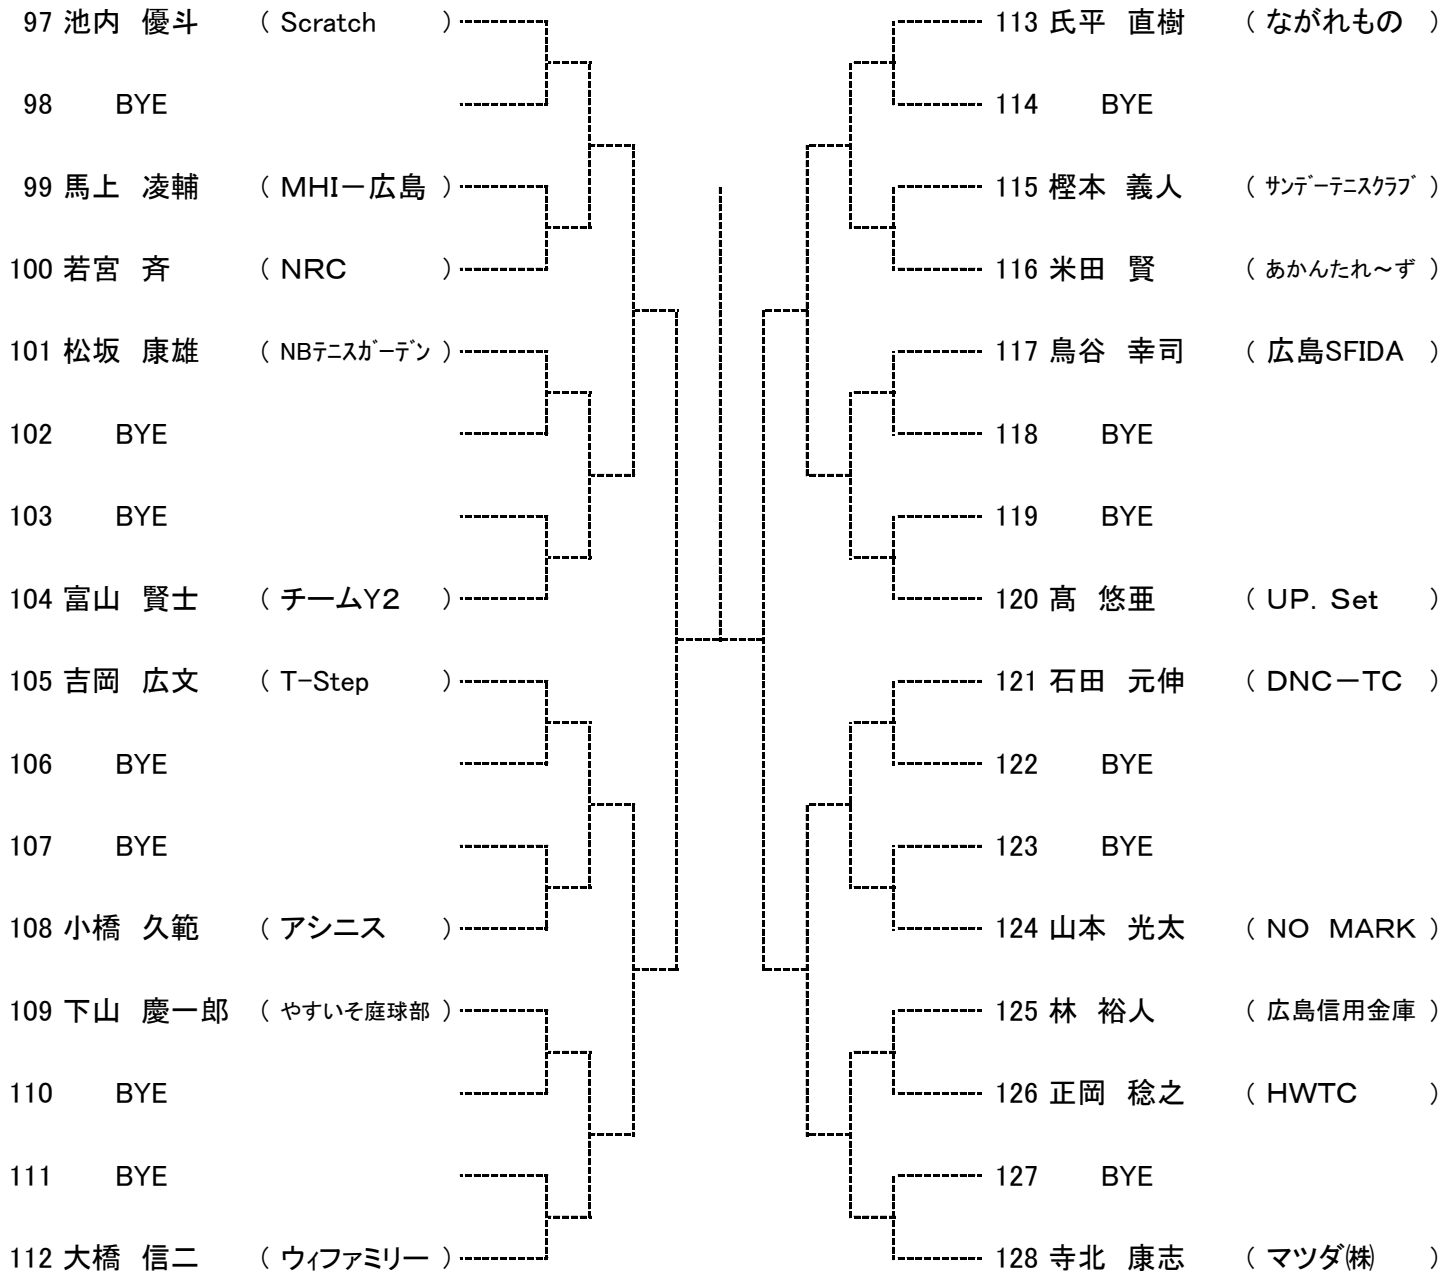 97 池内　優斗 （ Scratch ）
98 BYE
99 馬上　凌輔 （ ＭＨＩ－広島 ）
100 若宮　斉 （ ＮＲＣ ）
101 松坂　康雄 （ NBﾃﾆｽｶﾞｰﾃﾞﾝ ）
102 BYE
103 BYE
104 富山　賢士 （ チームＹ２ ）
105 吉岡　広文 （ T-Step ）
106 BYE
107 BYE
108 小橋　久範 （ アシニス ）
109 下山　慶一郎 （ やすいそ庭球部 ）
110 BYE
111 BYE
112 大橋　信二 （ ウィファミリー ）
113 氏平　直樹 （ ながれもの ）
114 BYE
115 樫本　義人 （ ｻﾝﾃﾞｰﾃﾆｽｸﾗﾌﾞ ）
116 米田　賢 （ あかんたれ～ず ）
117 鳥谷　幸司 （ 広島SFIDA ）
118 BYE
119 BYE
120 髙　悠亜 （ ＵＰ．Ｓｅｔ ）
121 石田　元伸 （ ＤＮＣ－ＴＣ ）
122 BYE
123 BYE
124 山本　光太 （ ＮＯ　ＭＡＲＫ ）
125 林　裕人 （ 広島信用金庫 ）
126 正岡　稔之 （ ＨＷＴＣ ）
127 BYE
128 寺北　康志 （ マツダ㈱ ）